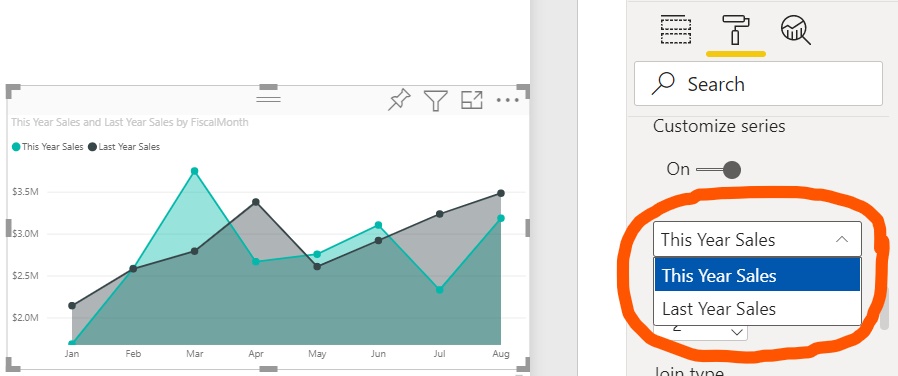 This Year Sales and Last Year Sales by FiscalMonth
This Year Sales Last Year Sales
$3.5M
$3.0M
$2.5M
$2.0M
Jan Feb Mar Apr May Jun Jul Aug
Search
Customize series
On
This Year Sales
This Year Sales
Last Year Sales
2
Join type